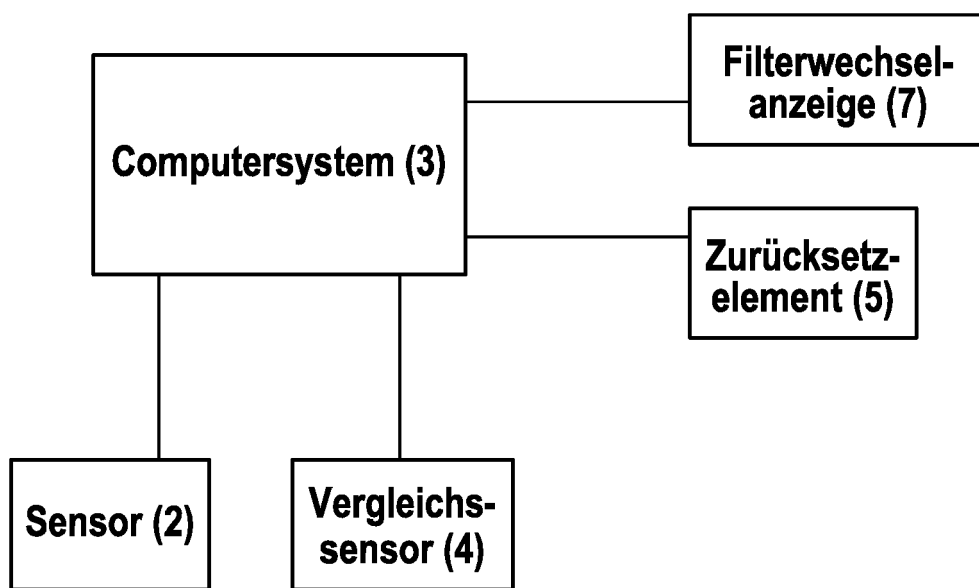 Filterwechsel-
anzeige (7)
Computersystem (3)
Zurücksetz-
element (5)
Sensor (2)
Vergleichs-
sensor (4)